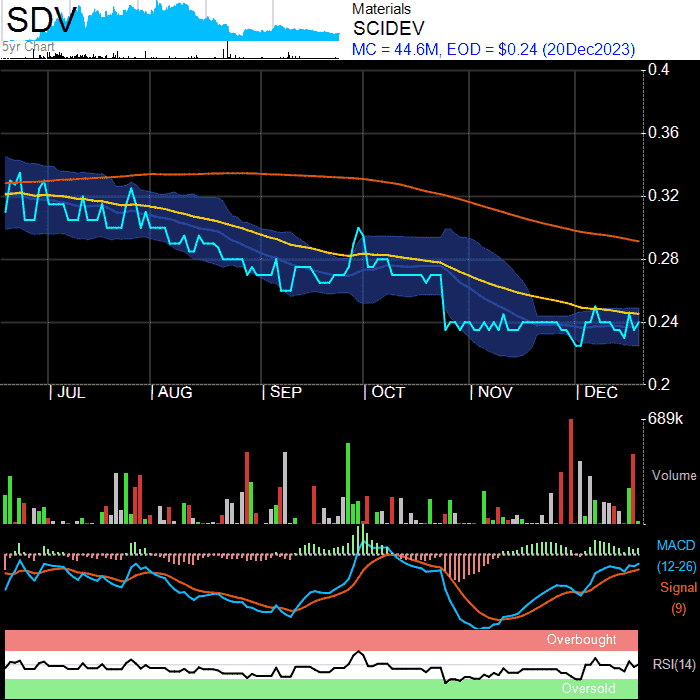 SDV
5yr Chart
Materials
SCIDEV
MC = 44.6M, EOD = $0.24 (20Dec2023)
0.4
0.36
0.32
0.28
0.24
0.2
JUL AUG SEP OCT NOV DEC
689k
Volume
MACD
(12-26)
Signal
(9)
Overbought
RSI(14)
Oversold